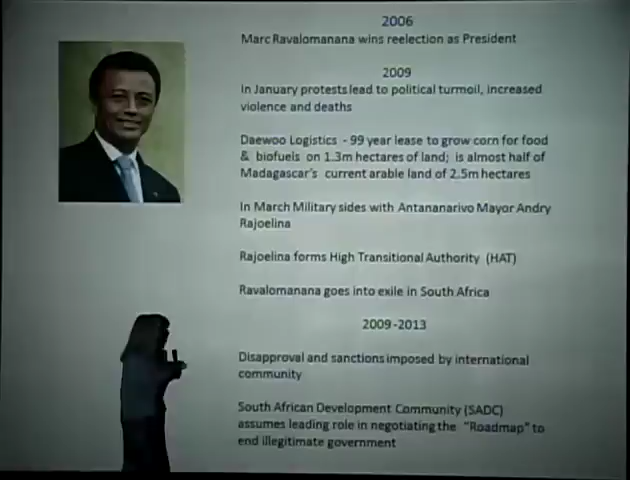 2006
Marc Ravalomanana wins reelection as President
2009
In January protests lead to political turmoil, increased
violence and deaths
Daewoo Logistics - 99 year lease to grow corn for food
& biofuels on 1.3m hectares of land; is almost half of
Madagascar's current arable land of 2.5m hectares
In March Military sides with Antananarivo Mayor Andry
Rajoelina
Rajoelina forms High Transitional Authority (HAT)
Ravalomanana goes into exile in South Africa
2009-2013
Disapproval and sanctions imposed by international
community
South African Development Community (SADC)
assumes leading role in negotiating the "Roadmap" to
end illegitimate government